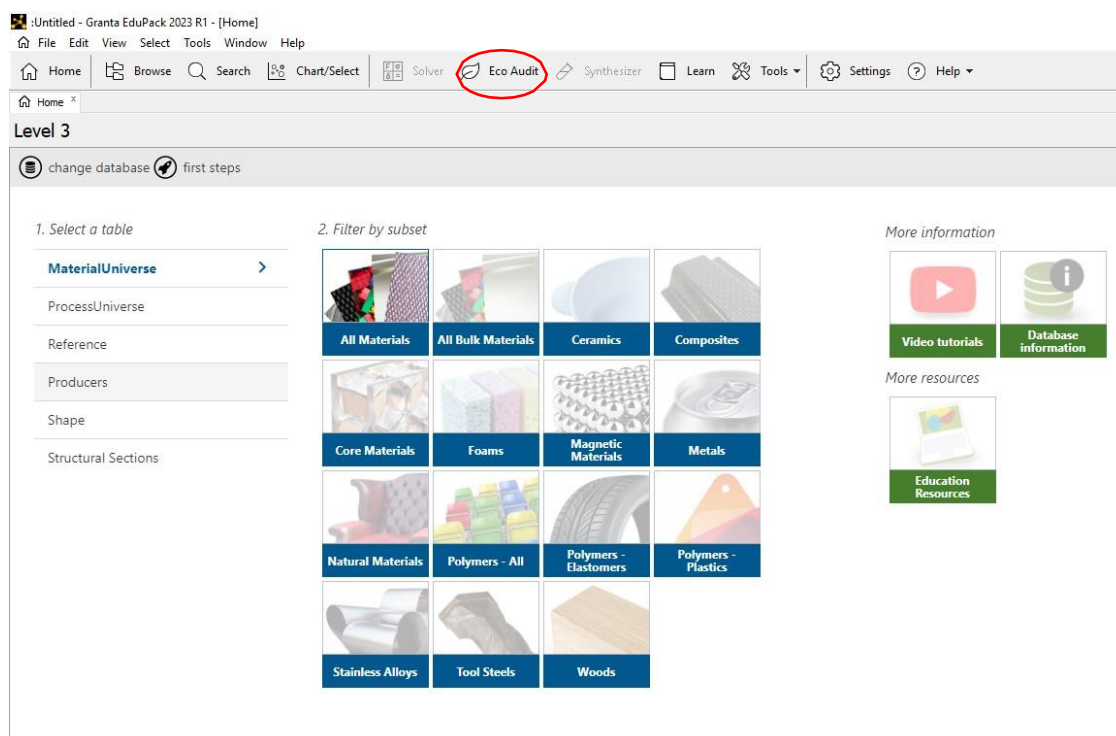 :Untitled - Granta EduPack 2023 R1 - [Home]
File Edit View Select Tools Window Help
Home Browse Search Chart/Select Solver Eco Audit Synthesizer Learn Tools Settings Help
Home x
Level 3
change database first steps
1. Select a table
MaterialUniverse
ProcessUniverse
Reference
Producers
Shape
Structural Sections
2. Filter by subset
All Materials All Bulk Materials Ceramics Composites
Core Materials Foams Magnetic Materials Metals
Natural Materials Polymers - All Polymers - Elastomers Polymers - Plastics
Stainless Alloys Tool Steels Woods
More information
Video tutorials Database information
More resources
Education Resources